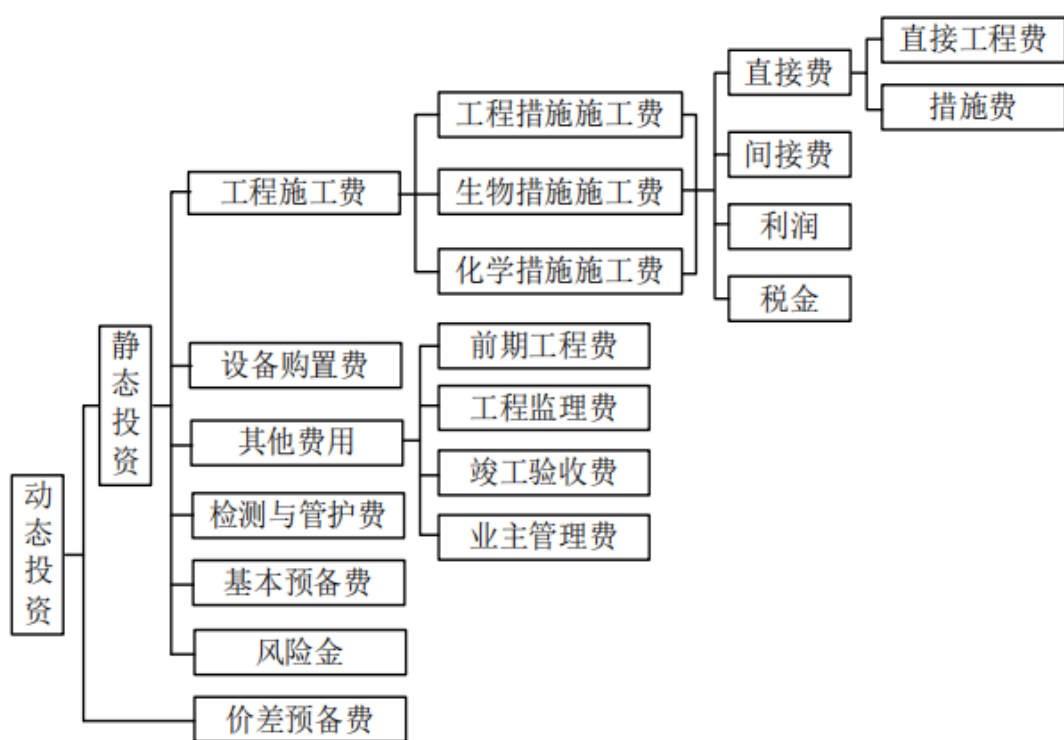 直接工程费
直接费
措施费
工程措施施工费
间接费
工程施工费
生物措施施工费
利润
化学措施施工费
税金
静态投资
设备购置费
前期工程费
其他费用
工程监理费
动态投资
检测与管护费
竣工验收费
业主管理费
基本预备费
风险金
价差预备费